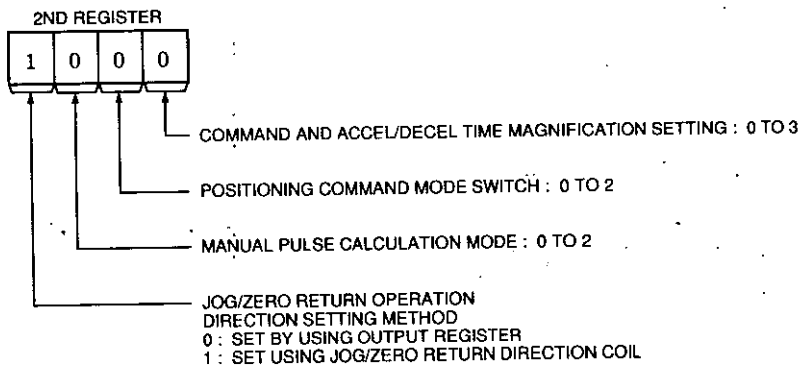 2ND REGISTER
1 0 0 0
COMMAND AND ACCEL/DECEL TIME MAGNIFICATION SETTING : 0 TO 3
POSITIONING COMMAND MODE SWITCH : 0 TO 2
MANUAL PULSE CALCULATION MODE : 0 TO 2
JOG/ZERO RETURN OPERATION
DIRECTION SETTING METHOD
0 : SET BY USING OUTPUT REGISTER
1 : SET USING JOG/ZERO RETURN DIRECTION COIL